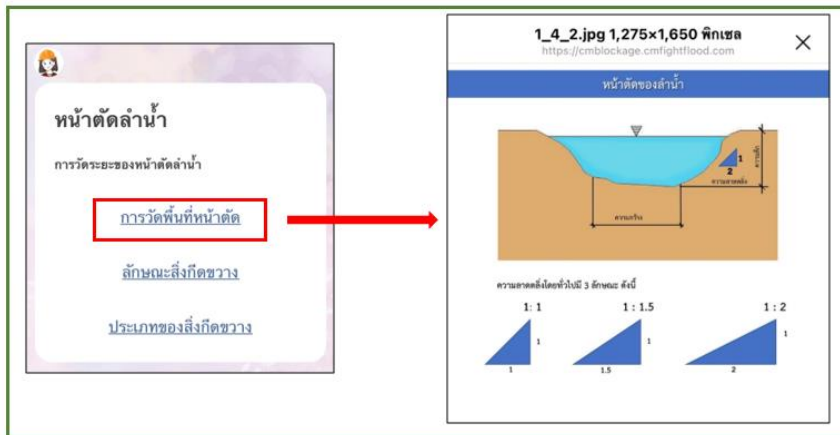 หน้าตัดลำน้ำ
การวัดระยะของหน้าตัดลำน้ำ
การวัดพื้นที่หน้าตัด
ลักษณะสิ่งกีดขวาง
ประเภทของสิ่งกีดขวาง
1_4_2.jpg 1,275×1,650 พิกเซล
https://cmblockage.cmfightflood.com
หน้าตัดของลำน้ำ
1
2
ความลาดตลิ่ง
ความลึก
ความกว้าง
ความลาดตลิ่งโดยทั่วไปมี 3 ลักษณะ ดังนี้
1: 1
1 : 1.5
1 : 2
1
1
1
1
1.5
2